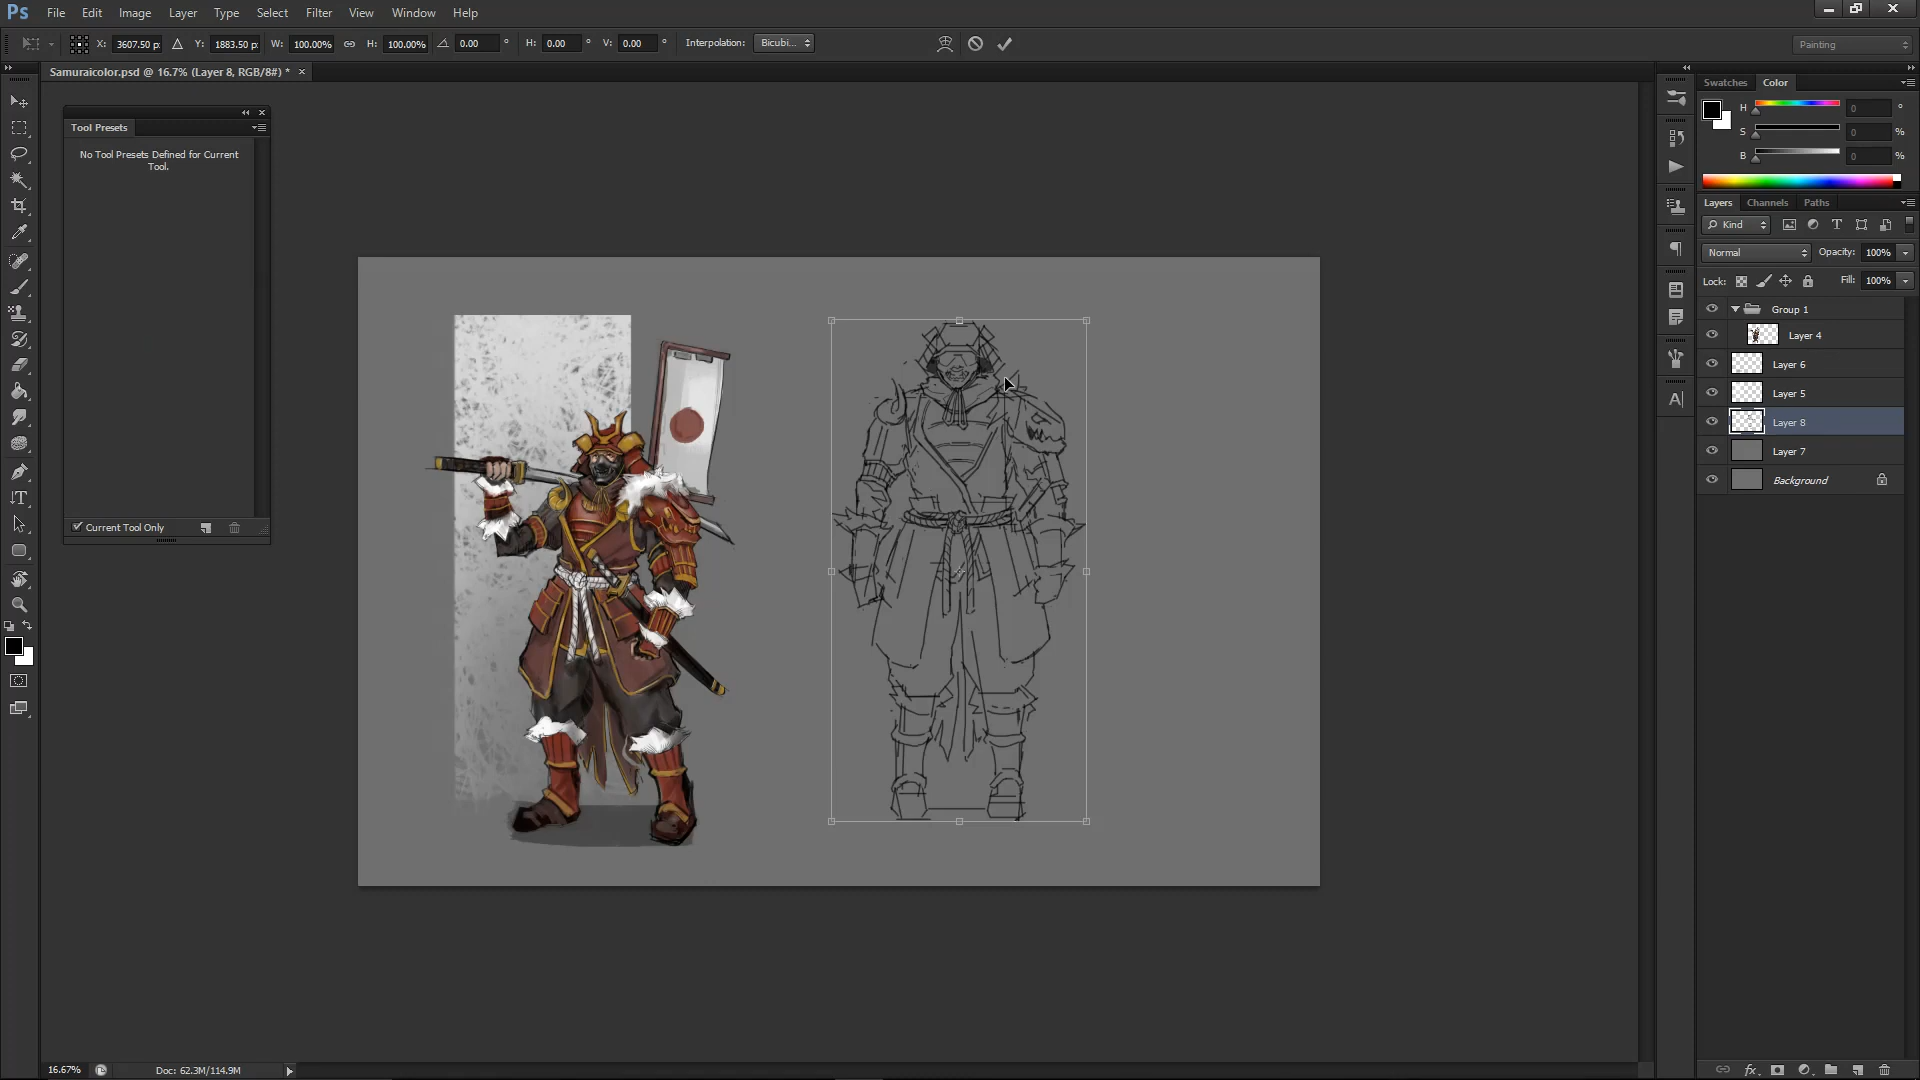 Ps File Edit Image Layer Type Select Filter View Window Help
X: 3607.50 p: Y: 1883.50 p: W: 100.00% H: 100.00% 0.00 ° H: 0.00 ° V: 0.00 ° Interpolation: Bicubi... Painting
Samuraicolor.psd @ 16.7% (Layer 8, RGB/8#) * ×
Tool Presets
No Tool Presets Defined for Current
Tool.
Current Tool Only
Swatches Color
H 0 °
S 0 %
B 0 %
Layers Channels Paths
Kind
Normal Opacity: 100%
Lock: Fill: 100%
Group 1
Layer 4
Layer 6
Layer 5
Layer 8
Layer 7
Background
16.67% Doc: 62.3M/114.9M